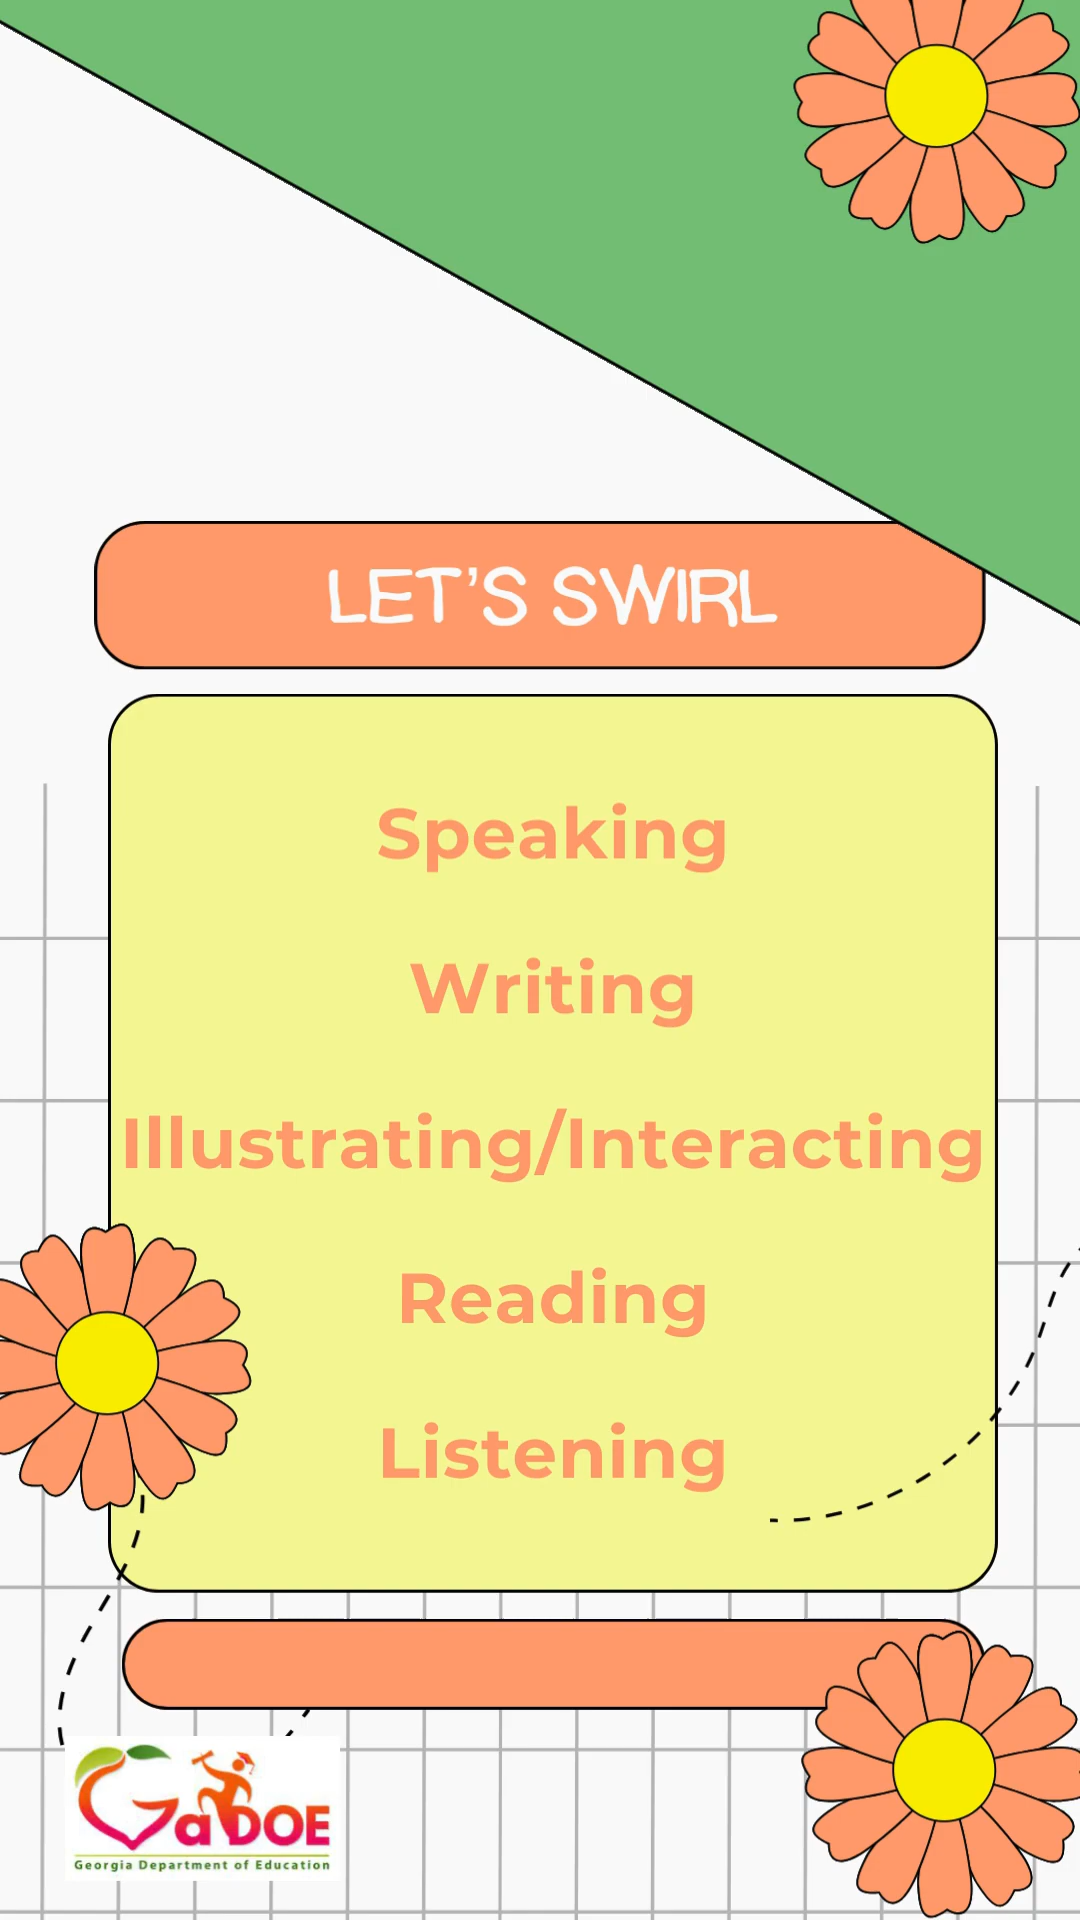 LET'S SWIRL
Speaking
Writing
Illustrating/Interacting
Reading
Listening
GaDOE
Georgia Department of Education